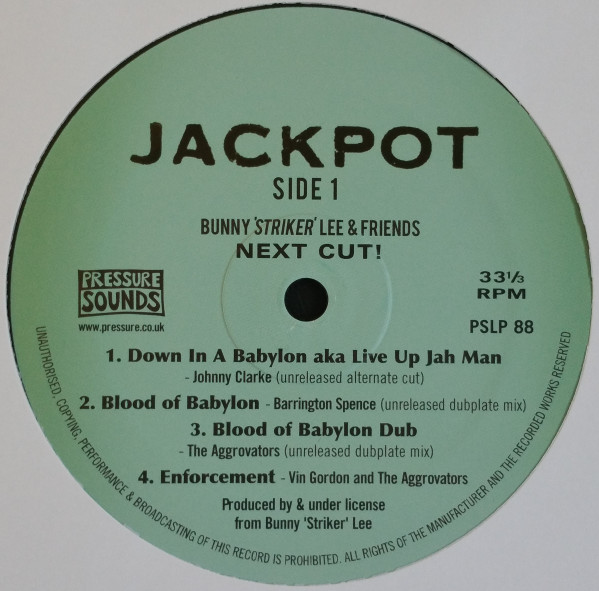 JACKPOT
SIDE 1
BUNNY 'STRIKER' LEE & FRIENDS
NEXT CUT!
PRESSURE
SOUNDS
www.pressure.co.uk
33⅓
RPM
PSLP 88
1. Down In A Babylon aka Live Up Jah Man
- Johnny Clarke (unreleased alternate cut)
2. Blood of Babylon - Barrington Spence (unreleased dubplate mix)
3. Blood of Babylon Dub
- The Aggrovators (unreleased dubplate mix)
4. Enforcement - Vin Gordon and The Aggrovators
Produced by & under license
from Bunny 'Striker' Lee
UNAUTHORISED, COPYING, PERFORMANCE & BROADCASTING OF THIS RECORD IS PROHIBITED. ALL RIGHTS OF THE MANUFACTURER AND THE RECORDED WORKS RESERVED